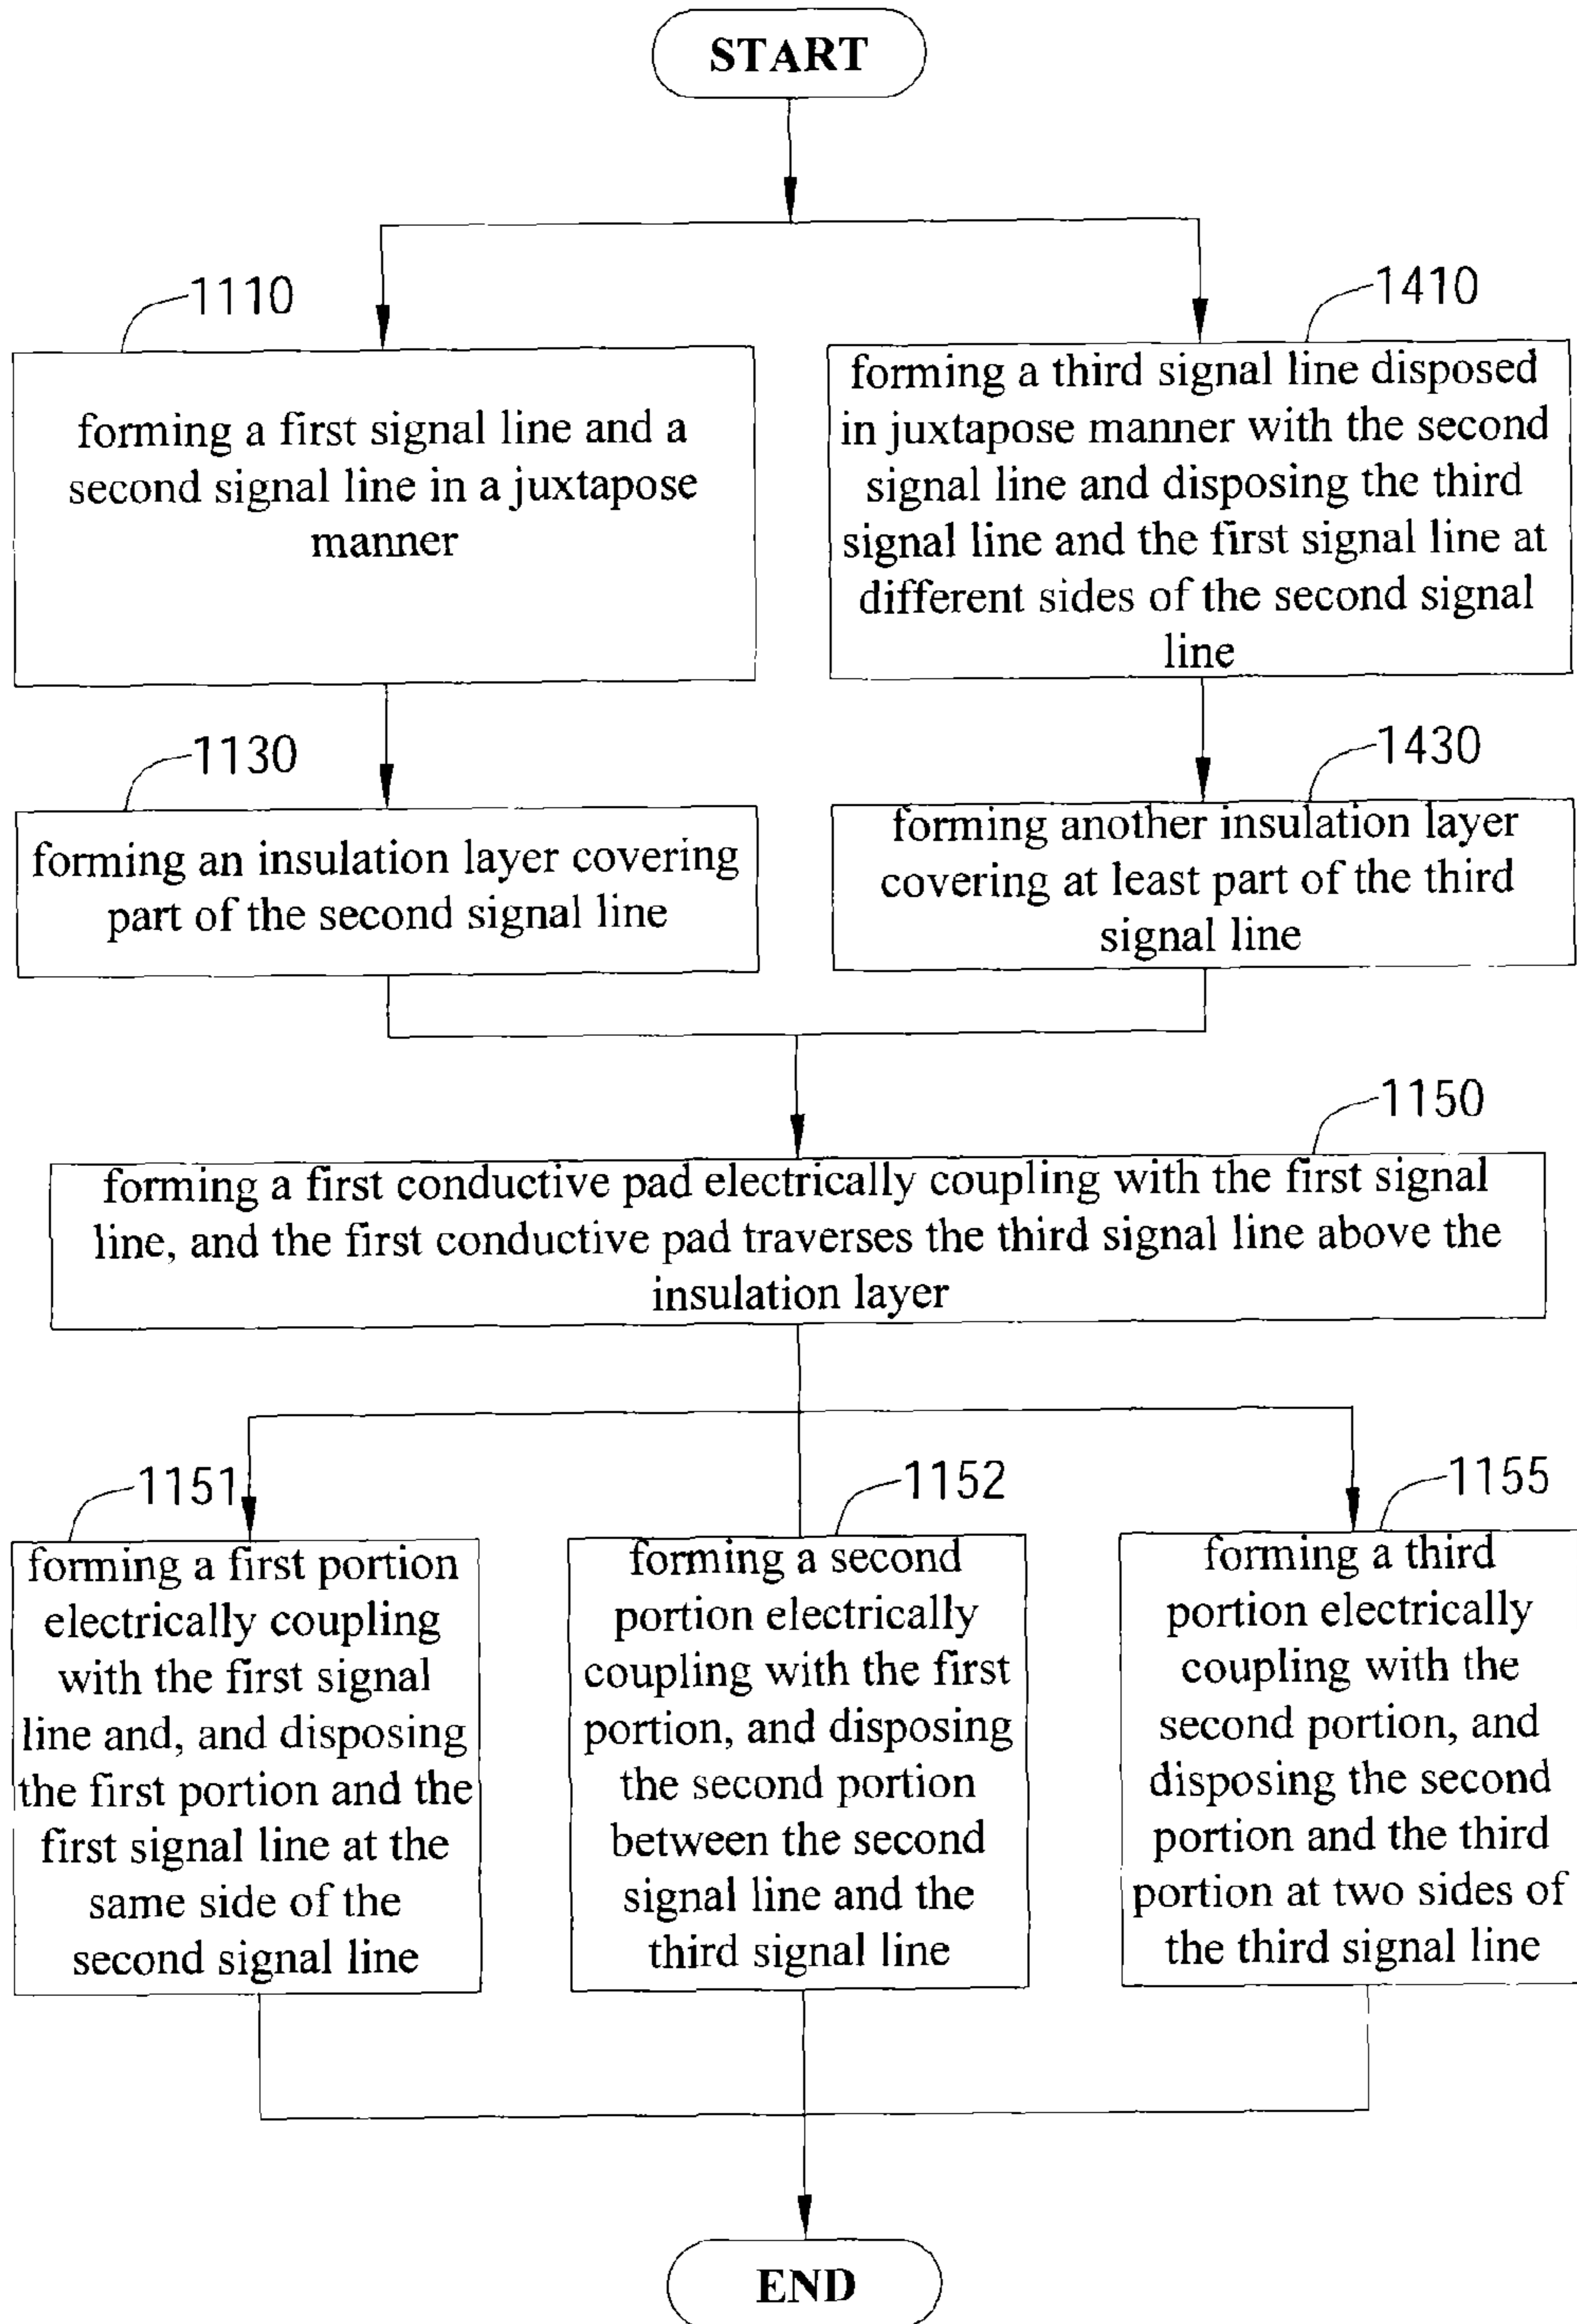 START
1110
forming a first signal line and a
second signal line in a juxtapose
manner
1410
forming a third signal line disposed
in juxtapose manner with the second
signal line and disposing the third
signal line and the first signal line at
different sides of the second signal
line
1130
forming an insulation layer covering
part of the second signal line
1430
forming another insulation layer
covering at least part of the third
signal line
1150
forming a first conductive pad electrically coupling with the first signal
line, and the first conductive pad traverses the third signal line above the
insulation layer
1151
forming a first portion
electrically coupling
with the first signal
line and, and disposing
the first portion and the
first signal line at the
same side of the
second signal line
1152
forming a second
portion electrically
coupling with the first
portion, and disposing
the second portion
between the second
signal line and the
third signal line
1155
forming a third
portion electrically
coupling with the
second portion, and
disposing the second
portion and the third
portion at two sides of
the third signal line
END